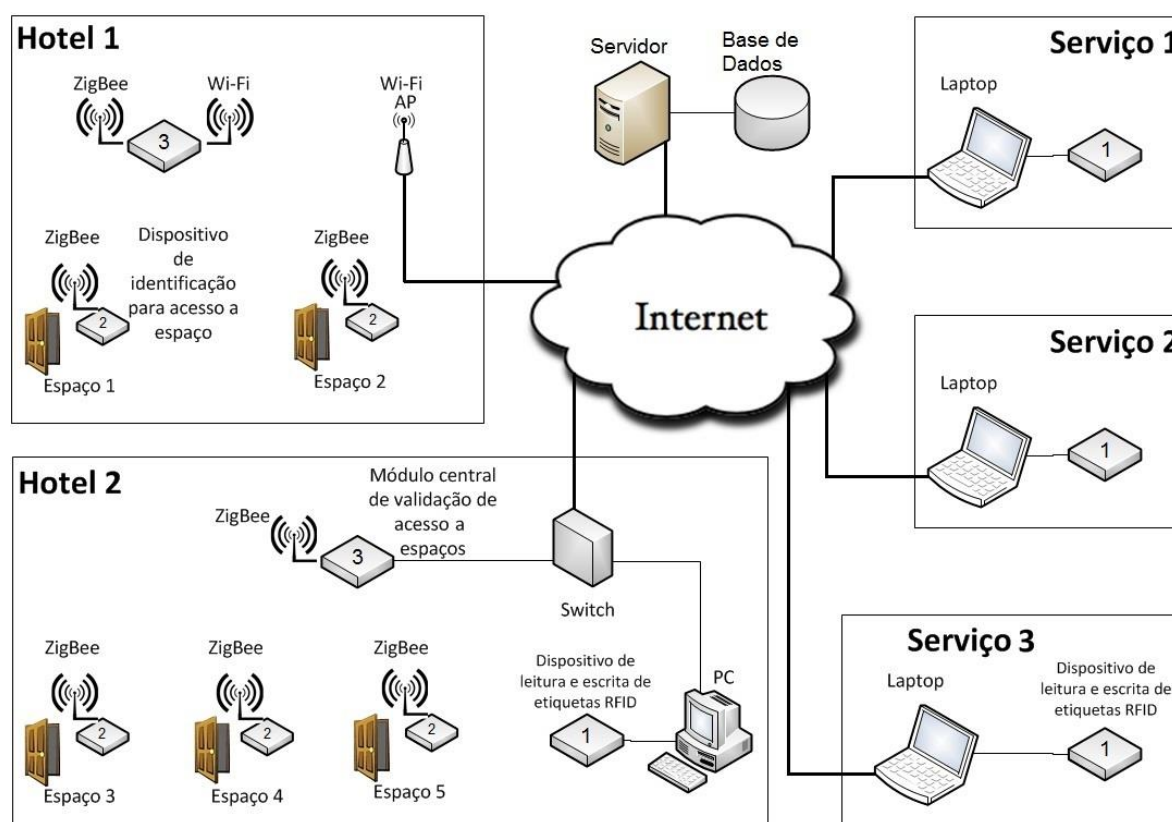 Hotel 1
ZigBee
Wi-Fi
3
Wi-Fi
AP
ZigBee
Dispositivo
de
identificação
para acesso a
espaço
2
Espaço 1
ZigBee
2
Espaço 2
Servidor
Base de
Dados
Internet
Serviço 1
Laptop
1
Serviço 2
Laptop
1
Hotel 2
ZigBee
3
Módulo central
de validação de
acesso a
espaços
Switch
ZigBee
2
Espaço 3
ZigBee
2
Espaço 4
ZigBee
2
Espaço 5
Dispositivo de
leitura e escrita de
etiquetas RFID
1
PC
Serviço 3
Laptop
Dispositivo de
leitura e escrita de
etiquetas RFID
1